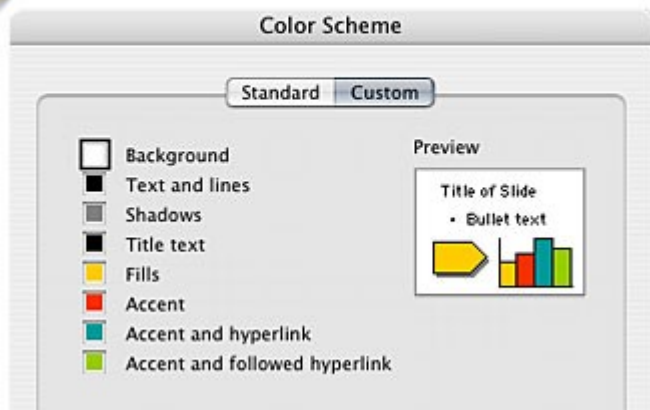 Color Scheme
Standard Custom
Background
Text and lines
Shadows
Title text
Fills
Accent
Accent and hyperlink
Accent and followed hyperlink
Preview
Title of Slide
• Bullet text